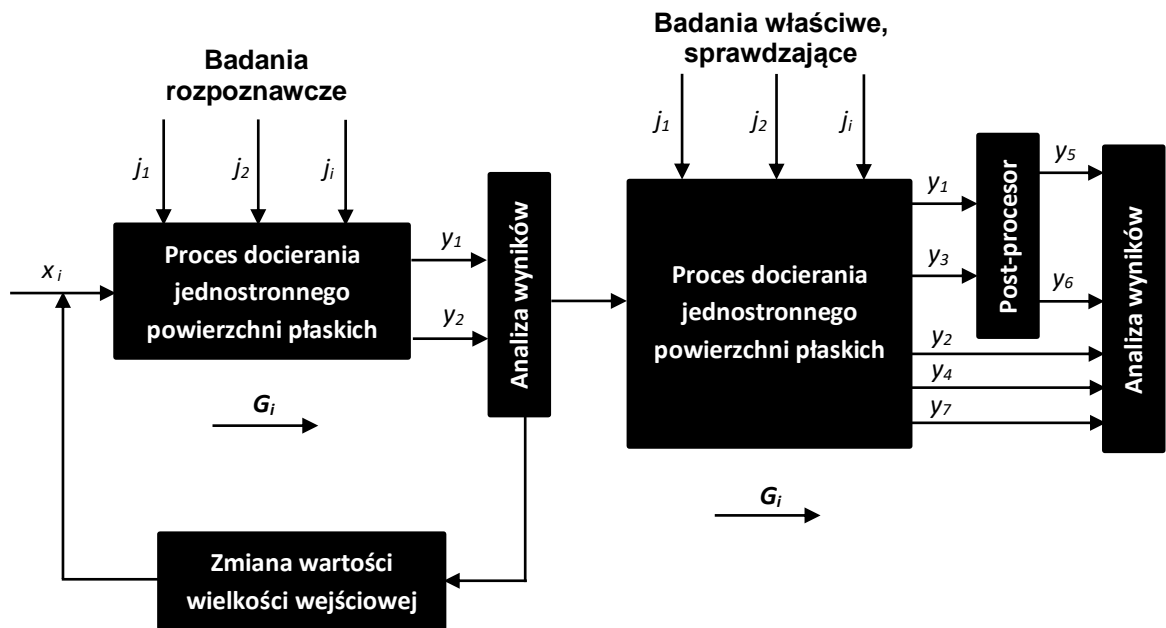 Badania
rozpoznawcze
j1 j2 ji
xi
Proces docierania
jednostronnego
powierzchni płaskich
y1
y2
Analiza wyników
Gi
Zmiana wartości
wielkości wejściowej
Badania właściwe,
sprawdzające
j1 j2 ji
Proces docierania
jednostronnego
powierzchni płaskich
y1
y3
y2
y4
y7
Post-procesor
y5
y6
Analiza wyników
Gi